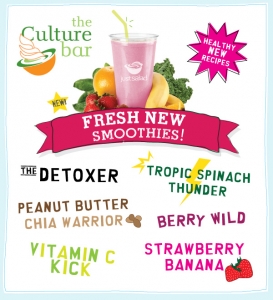 the
Culture
bar
HEALTHY
NEW
RECIPES
NEW!
FRESH NEW
SMOOTHIES!
THE DETOXER
TROPIC SPINACH
THUNDER
PEANUT BUTTER
CHIA WARRIOR
BERRY WILD
VITAMIN C
KICK
STRAWBERRY
BANANA